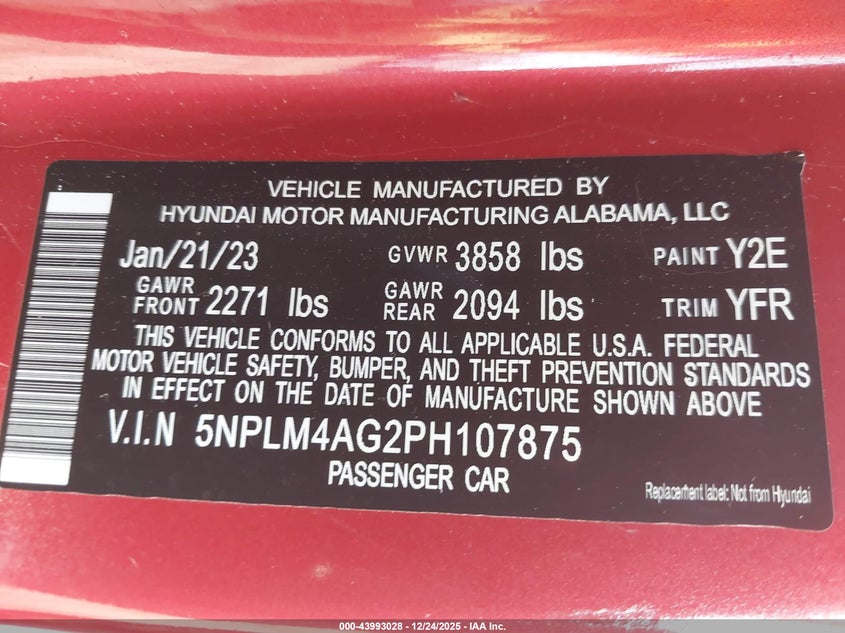 VEHICLE MANUFACTURED BY
HYUNDAI MOTOR MANUFACTURING ALABAMA, LLC
Jan/21/23 GVWR 3858 lbs PAINT Y2E
GAWR FRONT 2271 lbs GAWR REAR 2094 lbs TRIM YFR
THIS VEHICLE CONFORMS TO ALL APPLICABLE U.S.A. FEDERAL
MOTOR VEHICLE SAFETY, BUMPER, AND THEFT PREVENTION STANDARDS
IN EFFECT ON THE DATE OF MANUFACTURE SHOWN ABOVE
V.I.N 5NPLM4AG2PH107875
PASSENGER CAR
Replacement label: Not from Hyundai
000-43993028 - 12/24/2025 - IAA Inc.